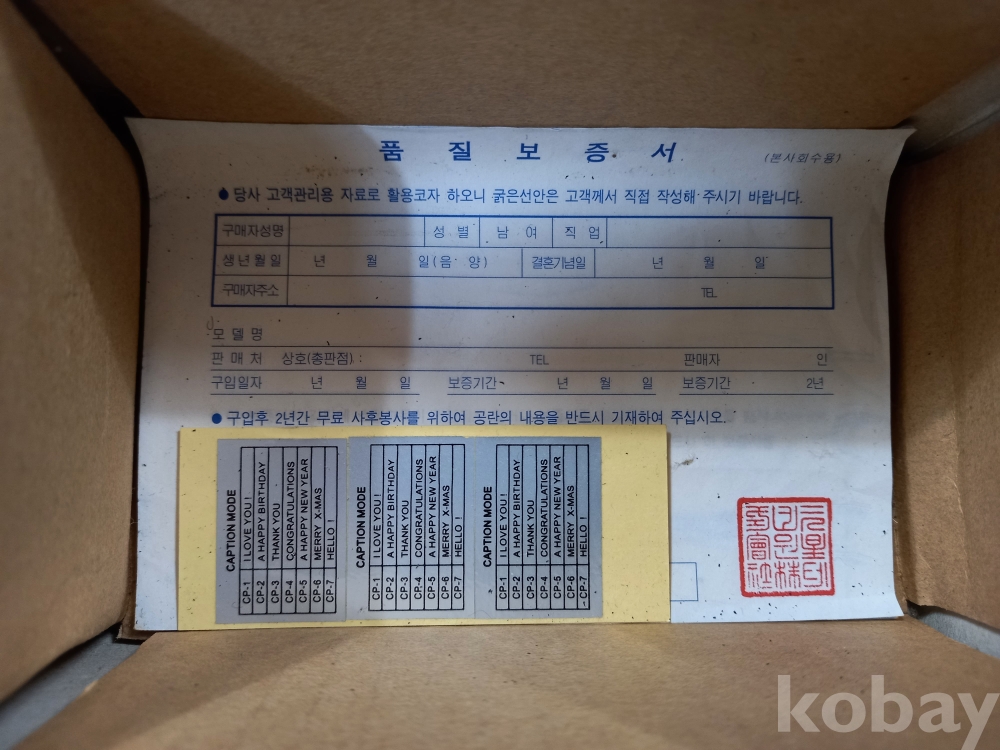 품 질 보 증 서
(본사회수용)
● 당사 고객관리용 자료로 활용코자 하오니 굵은선안은 고객께서 직접 작성해 주시기 바랍니다.
구매자성명 성 별 남 여 직 업
생년월일 년 월 일(음 양) 결혼기념일 년 월 일
구매자주소 TEL
모 델 명
판 매 처 상호(총판점) : TEL 판매자 인
구입일자 년 월 일 보증기간 년 월 일 보증기간 2년
● 구입후 2년간 무료 사후봉사를 위하여 공란의 내용을 반드시 기재하여 주십시오.
CAPTION MODE
CP-1 I LOVE YOU !
CP-2 A HAPPY BIRTHDAY
CP-3 THANK YOU
CP-4 CONGRATULATIONS
CP-5 A HAPPY NEW YEAR
CP-6 MERRY X-MAS
CP-7 HELLO !
CAPTION MODE
CP-1 I LOVE YOU !
CP-2 A HAPPY BIRTHDAY
CP-3 THANK YOU
CP-4 CONGRATULATIONS
CP-5 A HAPPY NEW YEAR
CP-6 MERRY X-MAS
CP-7 HELLO !
CAPTION MODE
CP-1 I LOVE YOU !
CP-2 A HAPPY BIRTHDAY
CP-3 THANK YOU
CP-4 CONGRATULATIONS
CP-5 A HAPPY NEW YEAR
CP-6 MERRY X-MAS
CP-7 HELLO !
kobay